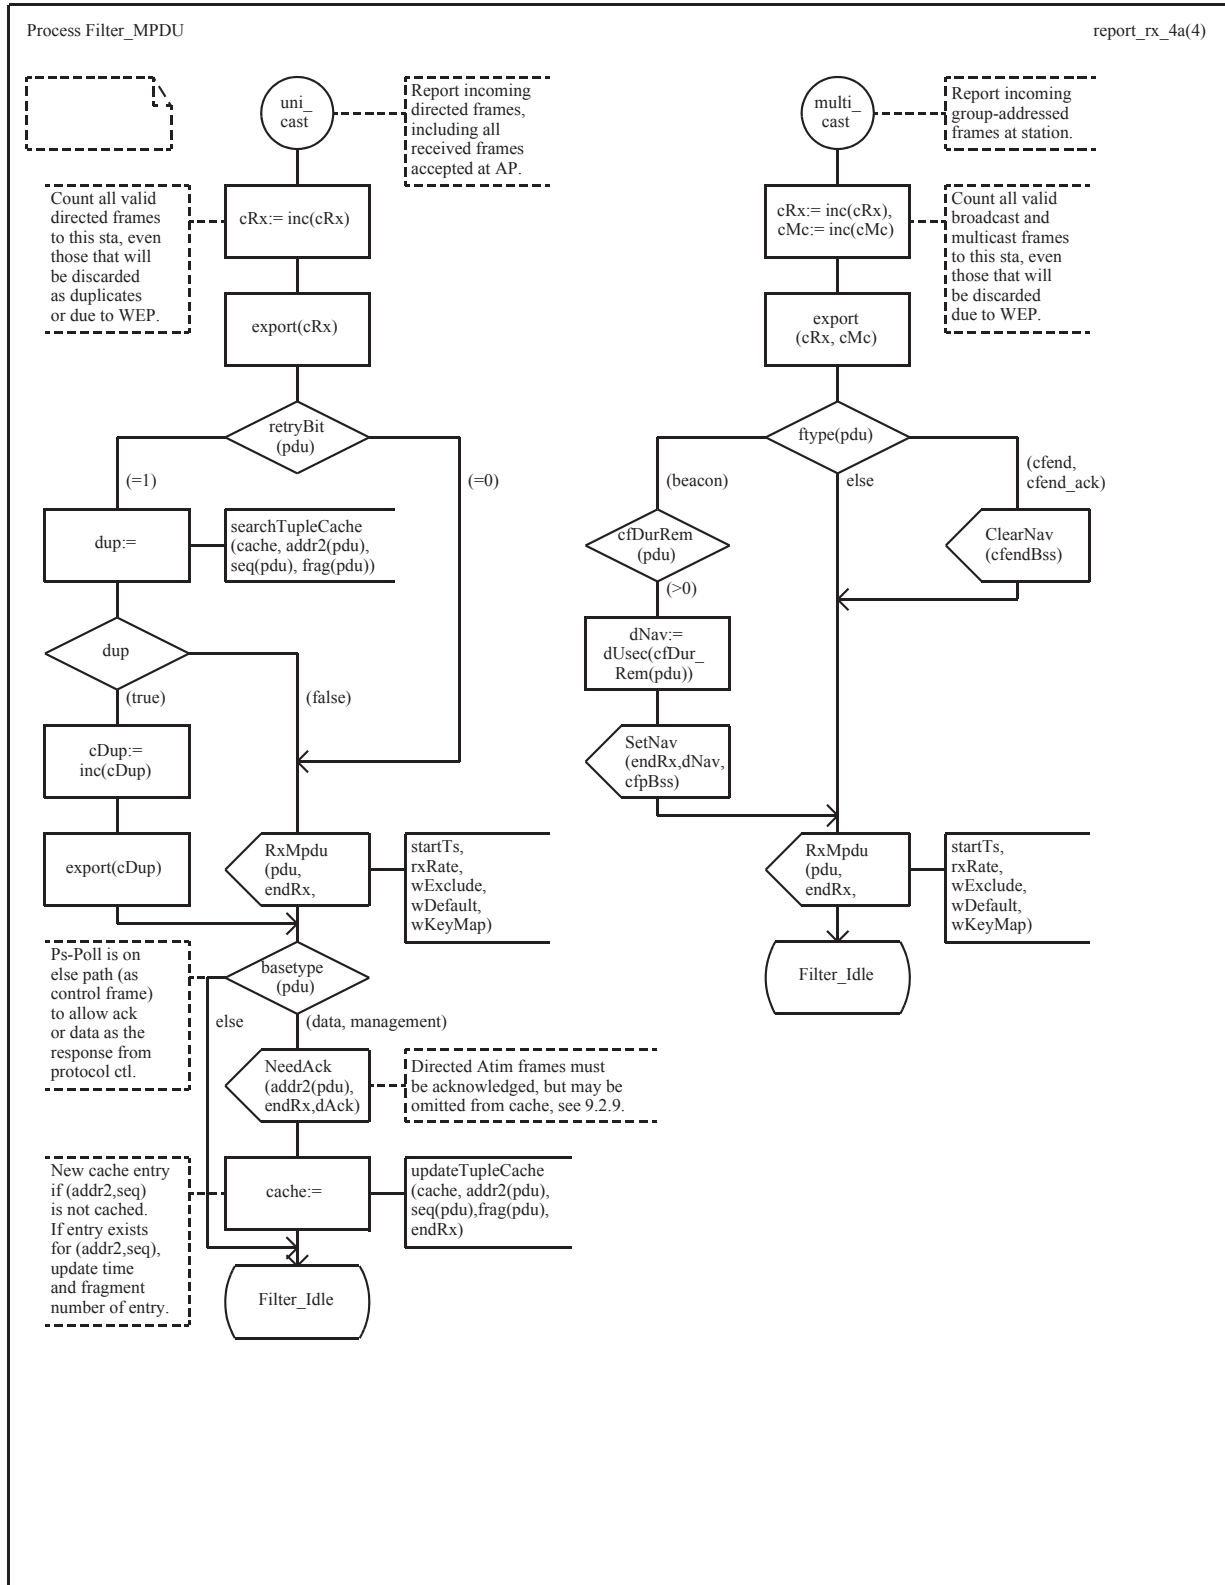 Process Filter_MPDU
report_rx_4a(4)
uni_
cast
Report incoming
directed frames,
including all
received frames
accepted at AP.
Count all valid
directed frames
to this sta, even
those that will
be discarded
as duplicates
or due to WEP.
cRx:= inc(cRx)
export(cRx)
retryBit
(pdu)
(=1)
(=0)
dup:=
searchTupleCache
(cache, addr2(pdu),
seq(pdu), frag(pdu))
dup
(true)
(false)
cDup:=
inc(cDup)
export(cDup)
RxMpdu
(pdu,
endRx,
startTs,
rxRate,
wExclude,
wDefault,
wKeyMap)
Ps-Poll is on
else path (as
control frame)
to allow ack
or data as the
response from
protocol ctl.
basetype
(pdu)
else
(data, management)
NeedAck
(addr2(pdu),
endRx,dAck)
Directed Atim frames must
be acknowledged, but may be
omitted from cache, see 9.2.9.
New cache entry
if (addr2,seq)
is not cached.
If entry exists
for (addr2,seq),
update time
and fragment
number of entry.
cache:=
updateTupleCache
(cache, addr2(pdu),
seq(pdu),frag(pdu),
endRx)
Filter_Idle
multi_
cast
Report incoming
group-addressed
frames at station.
cRx:= inc(cRx),
cMc:= inc(cMc)
Count all valid
broadcast and
multicast frames
to this sta, even
those that will
be discarded
due to WEP.
export
(cRx, cMc)
ftype(pdu)
(beacon)
else
(cfend,
cfend_ack)
cfDurRem
(pdu)
(>0)
ClearNav
(cfendBss)
dNav:=
dUsec(cfDur_
Rem(pdu))
SetNav
(endRx,dNav,
cfpBss)
RxMpdu
(pdu,
endRx,
startTs,
rxRate,
wExclude,
wDefault,
wKeyMap)
Filter_Idle